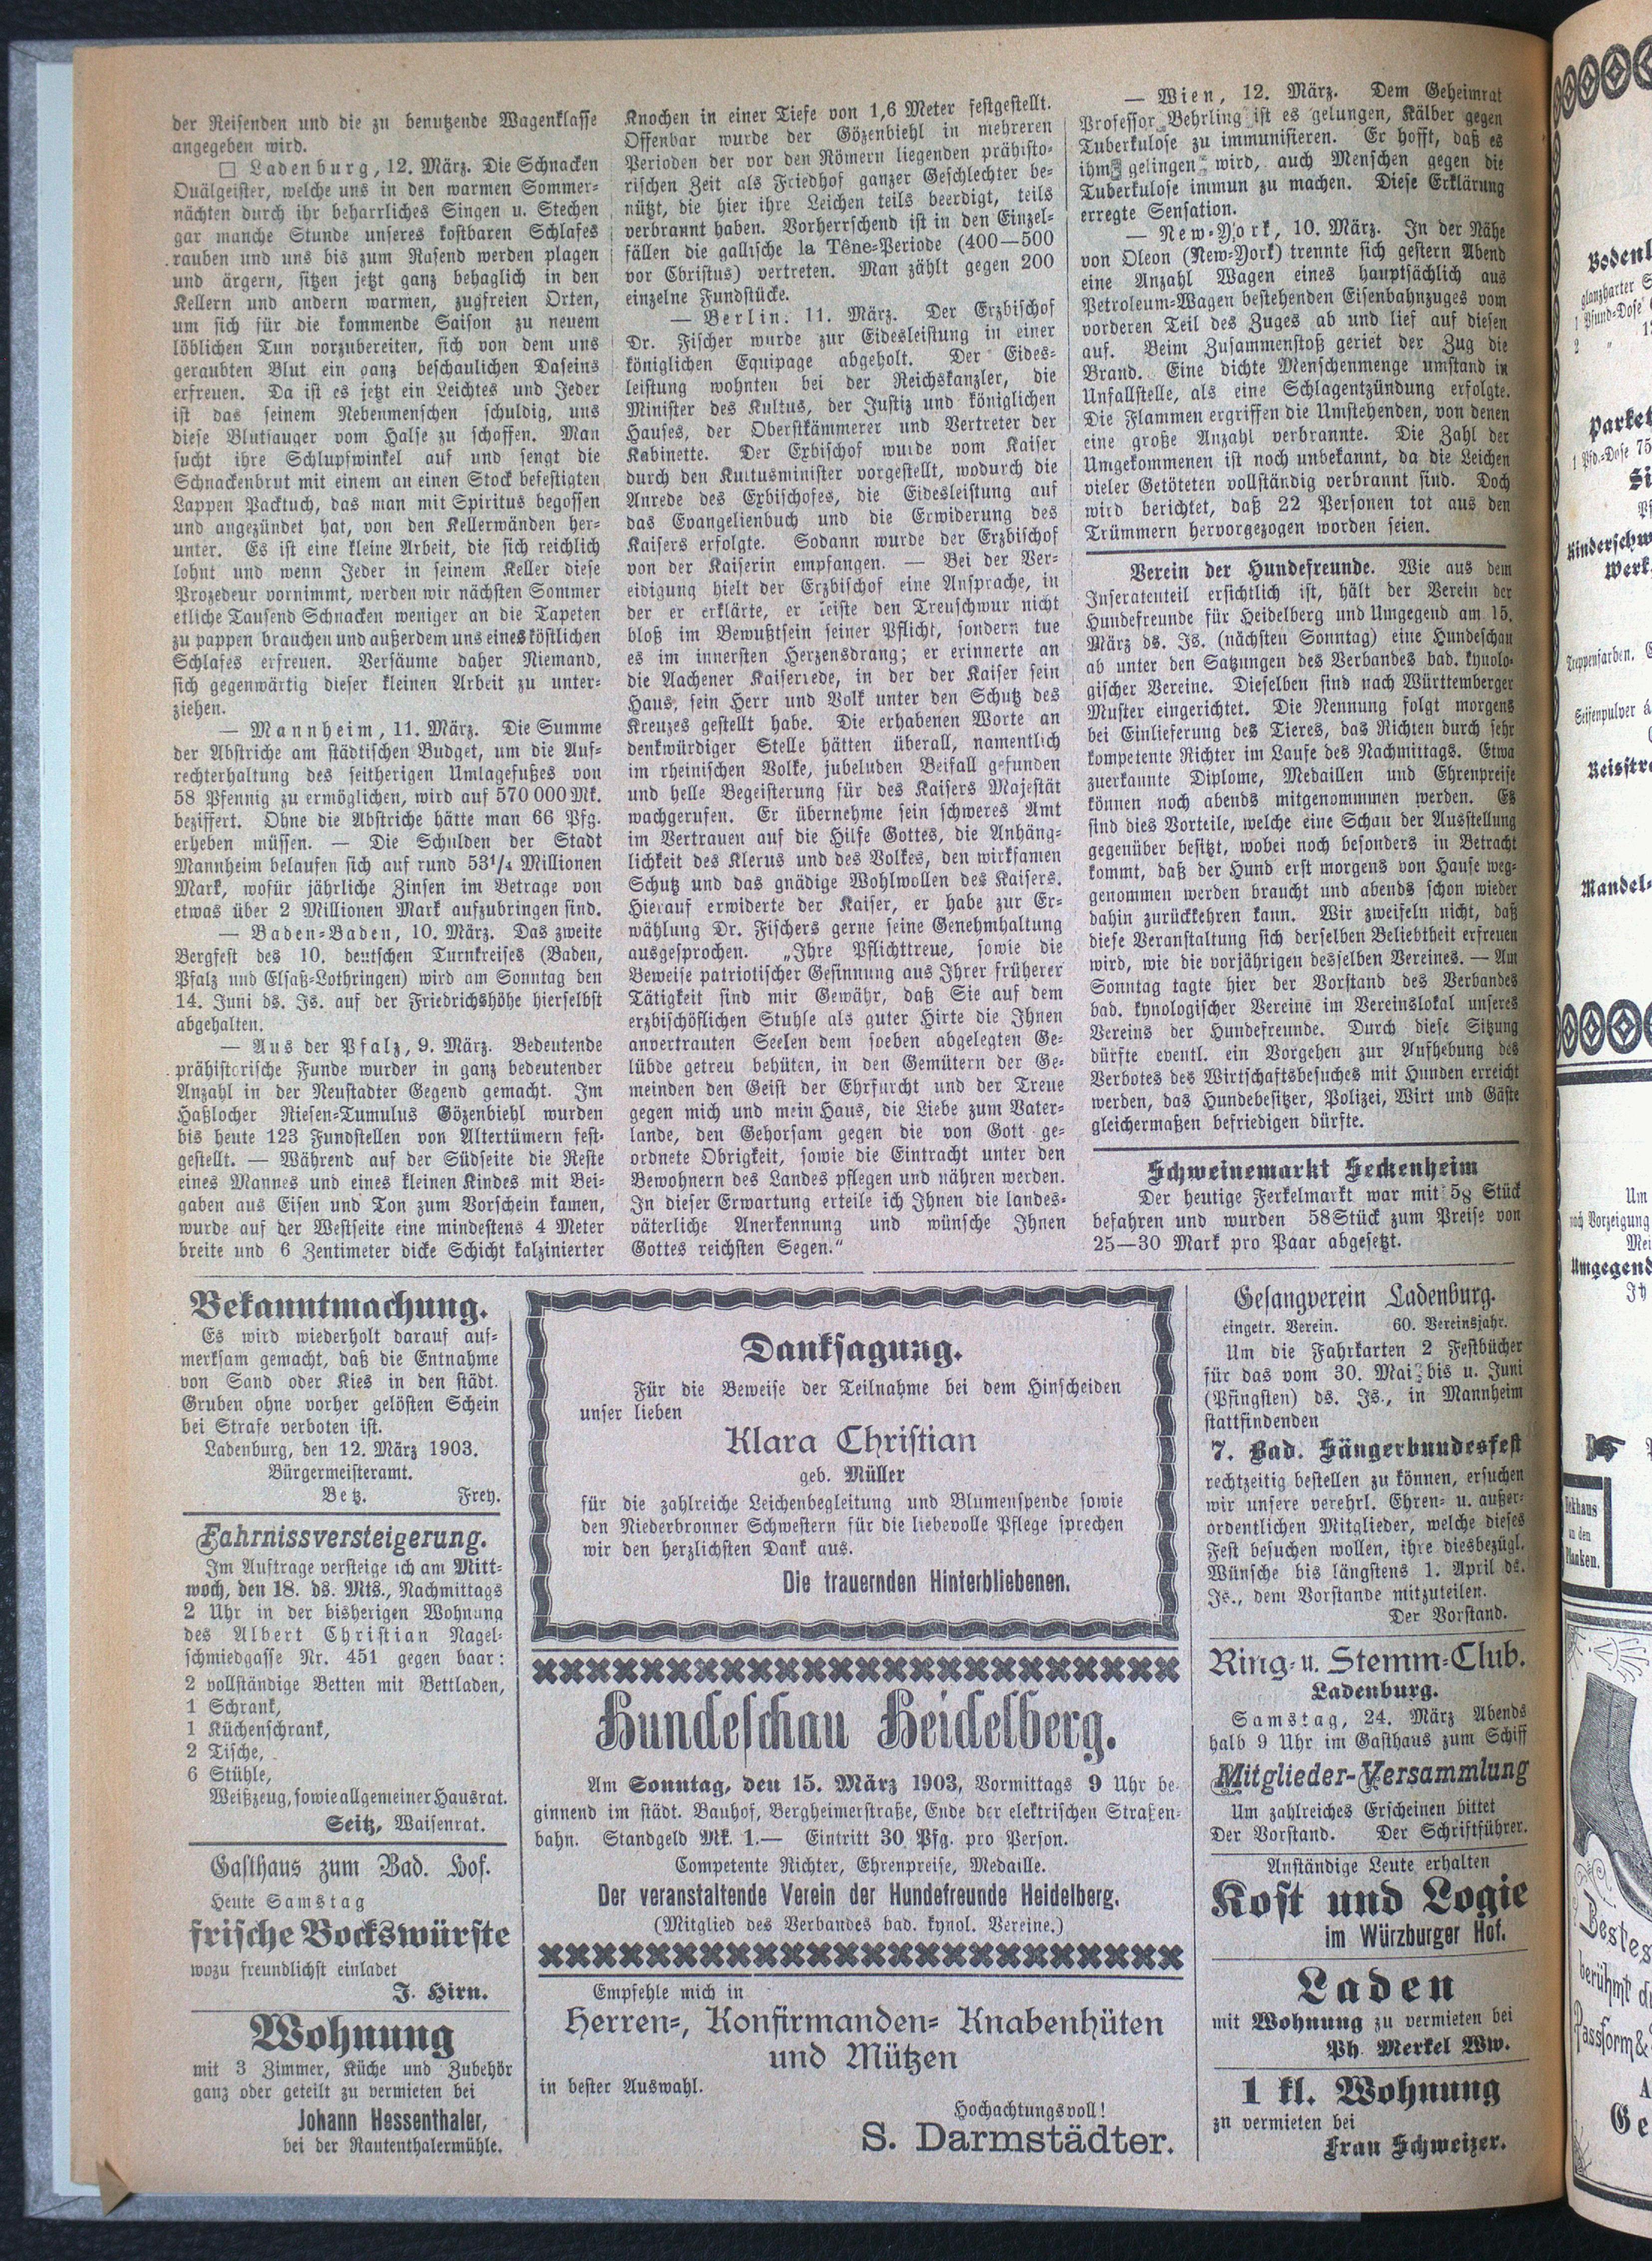 der Reisenden und die zu benutzende Wagenklasse
angegeben wird.
□ Ladenburg, 12. März. Die Schnacken
Quälgeister, welche uns in den warmen Sommer-
nächten durch ihr beharrliches Singen u. Stechen
gar manche Stunde unseres kostbaren Schlafes
rauben und uns bis zum Rasend werden plagen
und ärgern, sitzen jetzt ganz behaglich in den
Kellern und andern warmen, zugfreien Orten,
um sich für die kommende Saison zu neuem
löblichen Tun vorzubereiten, sich von dem uns
geraubten Blut ein ganz beschaulichen Daseins
erfreuen. Da ist es jetzt ein Leichtes und Jeder
ist das seinem Nebenmenschen schuldig, uns
diese Blutsauger vom Halse zu schaffen. Man
sucht ihre Schlupfwinkel auf und sengt die
Schnackenbrut mit einem an einen Stock befestigten
Lappen Packtuch, das man mit Spiritus begossen
und angezündet hat, von den Kellerwänden her-
unter. Es ist eine kleine Arbeit, die sich reichlich
lohnt und wenn Jeder in seinem Keller diese
Prozedeur vornimmt, werden wir nächsten Sommer
etliche Tausend Schnacken weniger an die Tapeten
zu pappen brauchen und außerdem uns eines köstlichen
Schlafes erfreuen. Versäume daher Niemand,
sich gegenwärtig dieser kleinen Arbeit zu unter-
ziehen.
— Mannheim, 11. März. Die Summe
der Abstriche am städtischen Budget, um die Auf-
rechterhaltung des seitherigen Umlagefußes von
58 Pfennig zu ermöglichen, wird auf 570 000 Mk.
beziffert. Ohne die Abstriche hätte man 66 Pfg.
erheben müssen. — Die Schulden der Stadt
Mannheim belaufen sich auf rund 53¹/₄ Millionen
Mark, wofür jährliche Zinsen im Betrage von
etwas über 2 Millionen Mark aufzubringen sind.
— Baden-Baden, 10. März. Das zweite
Bergfest des 10. deutschen Turnkreises (Baden,
Pfalz und Elsaß-Lothringen) wird am Sonntag den
14. Juni ds. Js. auf der Friedrichshöhe hierselbst
abgehalten.
— Aus der Pfalz, 9. März. Bedeutende
prähistorische Funde wurden in ganz bedeutender
Anzahl in der Neustadter Gegend gemacht. Im
Haßlocher Riesen-Tumulus Gözenbiehl wurden
bis heute 123 Fundstellen von Altertümern fest-
gestellt. — Während auf der Südseite die Reste
eines Mannes und eines kleinen Kindes mit Bei-
gaben aus Eisen und Ton zum Vorschein kamen,
wurde auf der Westseite eine mindestens 4 Meter
breite und 6 Zentimeter dicke Schicht kalzinierter
Knochen in einer Tiefe von 1,6 Meter festgestellt.
Offenbar wurde der Gözenbiehl in mehreren
Perioden der vor den Römern liegenden prähisto-
rischen Zeit als Friedhof ganzer Geschlechter be-
nützt, die hier ihre Leichen teils beerdigt, teils
verbrannt haben. Vorherrschend ist in den Einzel-
fällen die gallische la Têne-Periode (400—500
vor Christus) vertreten. Man zählt gegen 200
einzelne Fundstücke.
— Berlin. 11. März. Der Erzbischof
Dr. Fischer wurde zur Eidesleistung in einer
königlichen Equipage abgeholt. Der Eides-
leistung wohnten bei der Reichskanzler, die
Minister des Kultus, der Justiz und königlichen
Hauses, der Oberstkämmerer und Vertreter der
Kabinette. Der Erzbischof wurde vom Kaiser
durch den Kultusminister vorgestellt, wodurch die
Anrede des Erzbischofes, die Eidesleistung auf
das Evangelienbuch und die Erwiderung des
Kaisers erfolgte. Sodann wurde der Erzbischof
von der Kaiserin empfangen. — Bei der Ver-
eidigung hielt der Erzbischof eine Ansprache, in
der er erklärte, er leiste den Treuschwur nicht
bloß im Bewußtsein seiner Pflicht, sondern tue
es im innersten Herzensdrang; er erinnerte an
die Aachener Kaiserrede, in der der Kaiser sein
Haus, sein Herr und Volk unter den Schutz des
Kreuzes gestellt habe. Die erhabenen Worte an
denkwürdiger Stelle hätten überall, namentlich
im rheinischen Volke, jubelnden Beifall gefunden
und helle Begeisterung für des Kaisers Majestät
wachgerufen. Er übernehme sein schweres Amt
im Vertrauen auf die Hilfe Gottes, die Anhäng-
lichkeit des Klerus und des Volkes, den wirksamen
Schutz und das gnädige Wohlwollen des Kaisers.
Hierauf erwiderte der Kaiser, er habe zur Er-
wählung Dr. Fischers gerne seine Genehmhaltung
ausgesprochen. „Ihre Pflichttreue, sowie die
Beweise patriotischer Gesinnung aus Ihrer früherer
Tätigkeit sind mir Gewähr, daß Sie auf dem
erzbischöflichen Stuhle als guter Hirte die Ihnen
anvertrauten Seelen dem soeben abgelegten Ge-
lübde getreu behüten, in den Gemütern der Ge-
meinden den Geist der Ehrfurcht und der Treue
gegen mich und mein Haus, die Liebe zum Vater-
lande, den Gehorsam gegen die von Gott ge-
ordnete Obrigkeit, sowie die Eintracht unter den
Bewohnern des Landes pflegen und nähren werden.
In dieser Erwartung erteile ich Ihnen die landes-
väterliche Anerkennung und wünsche Ihnen
Gottes reichsten Segen.“
— Wien, 12. März. Dem Geheimrat
Professor Behrling ist es gelungen, Kälber gegen
Tuberkulose zu immunisieren. Er hofft, daß es
ihm gelingen wird, auch Menschen gegen die
Tuberkulose immun zu machen. Diese Erklärung
erregte Sensation.
— New-York, 10. März. In der Nähe
von Oleon (New-York) trennte sich gestern Abend
eine Anzahl Wagen eines hauptsächlich aus
Petroleum-Wagen bestehenden Eisenbahnzuges vom
vorderen Teil des Zuges ab und lief auf diesen
auf. Beim Zusammenstoß geriet der Zug die
Brand. Eine dichte Menschenmenge umstand in
Unfallstelle, als eine Schlagentzündung erfolgte.
Die Flammen ergriffen die Umstehenden, von denen
eine große Anzahl verbrannte. Die Zahl der
Umgekommenen ist noch unbekannt, da die Leichen
vieler Getöteten vollständig verbrannt sind. Doch
wird berichtet, daß 22 Personen tot aus den
Trümmern hervorgezogen worden seien.
Verein der Hundefreunde. Wie aus dem
Inseratenteil ersichtlich ist, hält der Verein der
Hundefreunde für Heidelberg und Umgegend am 15.
März ds. Js. (nächsten Sonntag) eine Hundeschau
ab unter den Satzungen des Verbandes bad. kynolo-
gischer Vereine. Dieselben sind nach Württemberger
Muster eingerichtet. Die Nennung folgt morgens
bei Einlieferung des Tieres, das Richten durch sehr
kompetente Richter im Laufe des Nachmittags. Etwa
zuerkannte Diplome, Medaillen und Ehrenpreise
können noch abends mitgenommmen werden. Es
sind dies Vorteile, welche eine Schau der Ausstellung
gegenüber besitzt, wobei noch besonders in Betracht
kommt, daß der Hund erst morgens von Hause weg-
genommen werden braucht und abends schon wieder
dahin zurückkehren kann. Wir zweifeln nicht, daß
diese Veranstaltung sich derselben Beliebtheit erfreuen
wird, wie die vorjährigen desselben Vereines. — Am
Sonntag tagte hier der Vorstand des Verbandes
bad. kynologischer Vereine im Vereinslokal unseres
Vereins der Hundefreunde. Durch diese Sitzung
dürfte eventl. ein Vorgehen zur Aufhebung des
Verbotes des Wirtschaftsbesuches mit Hunden erreicht
werden, das Hundebesitzer, Polizei, Wirt und Gäste
gleichermaßen befriedigen dürfte.
Schweinemarkt Seckenheim
Der heutige Ferkelmarkt war mit 58 Stück
befahren und wurden 58 Stück zum Preise von
25—30 Mark pro Paar abgesetzt.
Bekanntmachung.
Es wird wiederholt darauf auf-
merksam gemacht, daß die Entnahme
von Sand oder Kies in den städt.
Gruben ohne vorher gelösten Schein
bei Strafe verboten ist.
Ladenburg, den 12. März 1903.
Bürgermeisteramt.
Betz. Frey.
Fahrnissversteigerung.
Im Auftrage versteige ich am Mitt-
woch, den 18. ds. Mts., Nachmittags
2 Uhr in der bisherigen Wohnung
des Albert Christian Nagel-
schmiedgasse Nr. 451 gegen baar:
2 vollständige Betten mit Bettladen,
1 Schrank,
1 Küchenschrank,
2 Tische,
6 Stühle,
Weißzeug, sowie allgemeiner Hausrat.
Seitz, Waisenrat.
Gasthaus zum Bad. Hof.
Heute Samstag
frische Bockswürste
wozu freundlichst einladet
J. Hirn.
Wohnung
mit 3 Zimmer, Küche und Zubehör
ganz oder geteilt zu vermieten bei
Johann Hessenthaler,
bei der Rautenthalermühle.
Danksagung.
Für die Beweise der Teilnahme bei dem Hinscheiden
unser lieben
Klara Christian
geb. Müller
für die zahlreiche Leichenbegleitung und Blumenspende sowie
den Niederbronner Schwestern für die liebevolle Pflege sprechen
wir den herzlichsten Dank aus.
Die trauernden Hinterbliebenen.
Hundeschau Heidelberg.
Am Sonntag, den 15. März 1903, Vormittags 9 Uhr be-
ginnend im städt. Bauhof, Bergheimerstraße, Ende der elektrischen Straßen-
bahn. Standgeld Mk. 1.— Eintritt 30 Pfg. pro Person.
Competente Richter, Ehrenpreise, Medaille.
Der veranstaltende Verein der Hundefreunde Heidelberg.
(Mitglied des Verbandes bad. kynol. Vereine.)
Empfehle mich in
Herren-, Konfirmanden- Knabenhüten
und Mützen
in bester Auswahl.
Hochachtungsvoll!
S. Darmstädter.
Gesangverein Ladenburg.
eingetr. Verein. 60. Vereinsjahr.
Um die Fahrkarten 2 Festbücher
für das vom 30. Mai bis u. Juni
(Pfingsten) ds. Js., in Mannheim
stattfindenden
7. Bad. Sängerbundesfest
rechtzeitig bestellen zu können, ersuchen
wir unsere verehrl. Ehren- u. außer-
ordentlichen Mitglieder, welche dieses
Fest besuchen wollen, ihre diesbezügl.
Wünsche bis längstens 1. April ds.
Js., dem Vorstande mitzuteilen.
Der Vorstand.
Ring- u. Stemm-Club.
Ladenburg.
Samstag, 24. März Abends
halb 9 Uhr im Gasthaus zum Schiff
Mitglieder-Versammlung
Um zahlreiches Erscheinen bittet
Der Vorstand. Der Schriftführer.
Anständige Leute erhalten
Kost und Logie
im Würzburger Hof.
Laden
mit Wohnung zu vermieten bei
Ph. Merkel Ww.
1 kl. Wohnung
zu vermieten bei
Frau Schweizer.